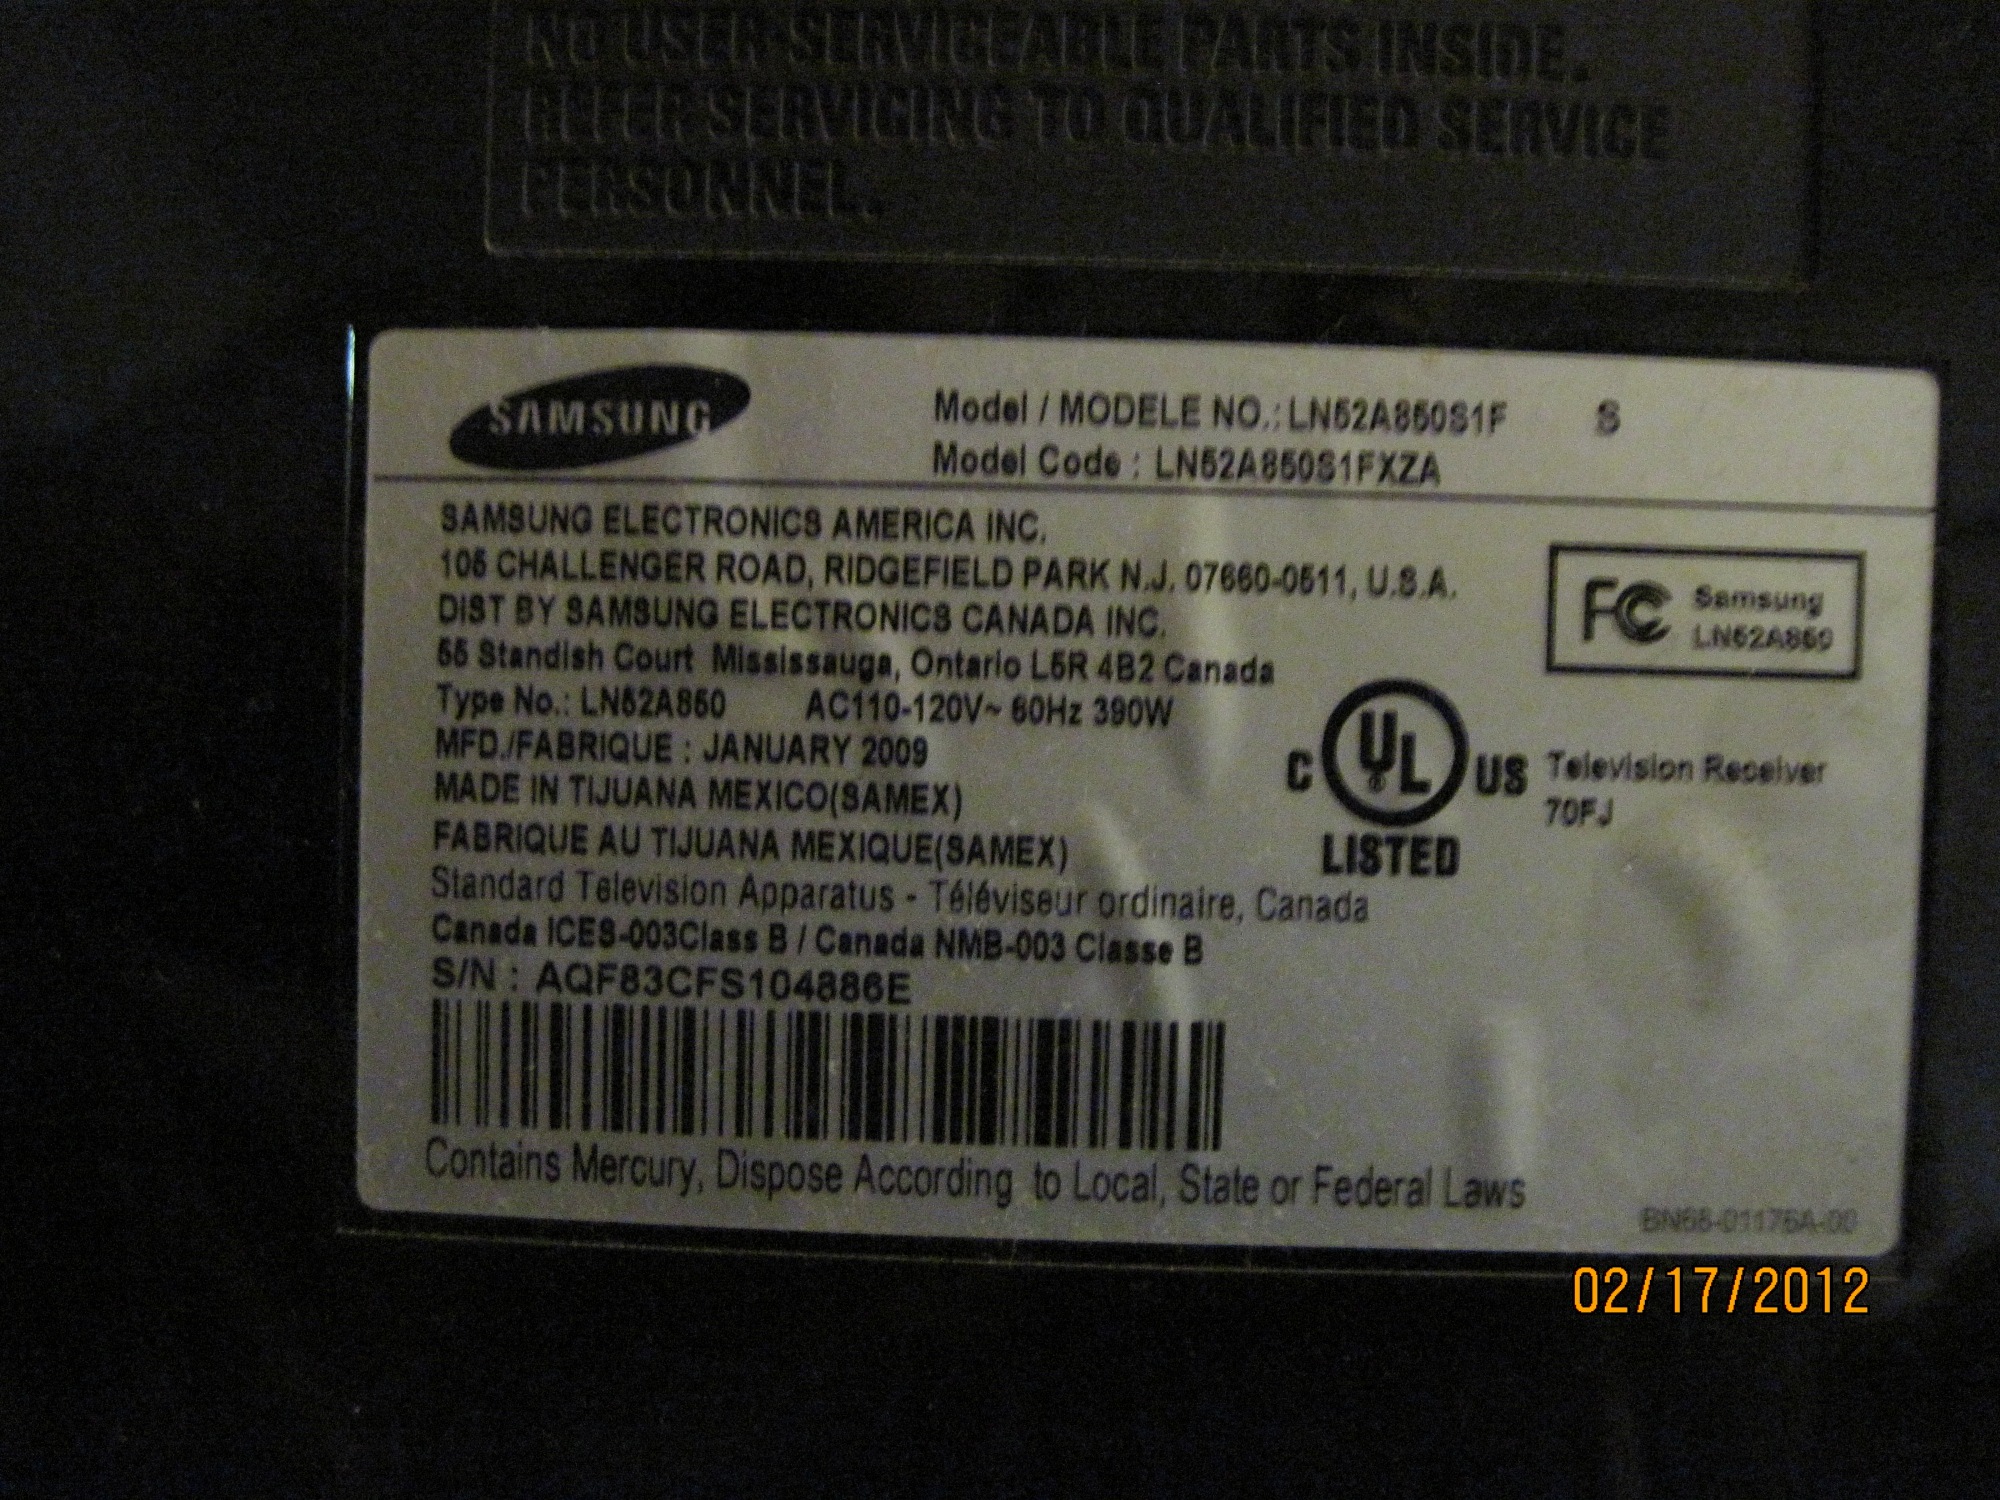 NO USER-SERVICEABLE PARTS INSIDE.
REFER SERVICING TO QUALIFIED SERVICE
PERSONNEL.
SAMSUNG
Model / MODELE NO.: LN52A850S1F S
Model Code : LN52A850S1FXZA
SAMSUNG ELECTRONICS AMERICA INC.
105 CHALLENGER ROAD, RIDGEFIELD PARK N.J. 07660-0511, U.S.A.
DIST BY SAMSUNG ELECTRONICS CANADA INC.
55 Standish Court Mississauga, Ontario L5R 4B2 Canada
Type No.: LN52A850 AC110-120V~ 60Hz 390W
MFD./FABRIQUE : JANUARY 2009
MADE IN TIJUANA MEXICO(SAMEX)
FABRIQUE AU TIJUANA MEXIQUE(SAMEX)
Standard Television Apparatus - Téléviseur ordinaire, Canada
Canada ICES-003Class B / Canada NMB-003 Classe B
S/N : AQF83CFS104886E
Contains Mercury, Dispose According to Local, State or Federal Laws
FC Samsung
LN52A850
C UL® US
LISTED
Television Receiver
70FJ
BN68-01175A-00
02/17/2012